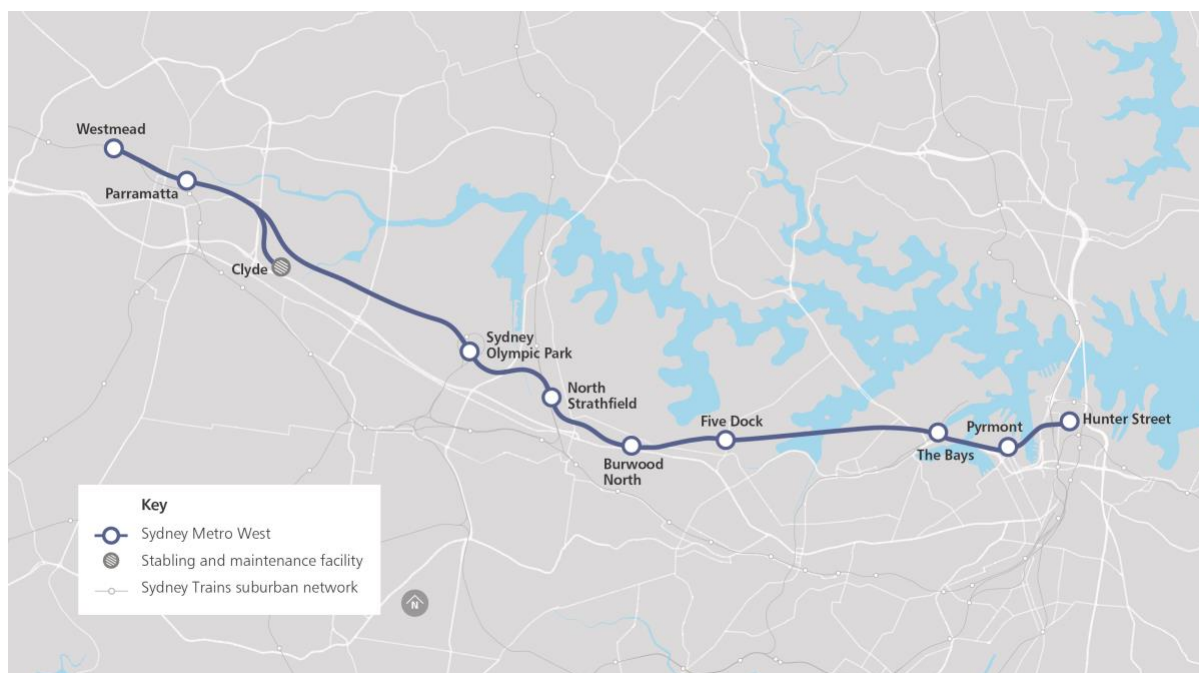 Westmead
Parramatta
Clyde
Sydney
Olympic Park
North
Strathfield
Burwood
North
Five Dock
The Bays
Pyrmont
Hunter Street
Key
Sydney Metro West
Stabling and maintenance facility
Sydney Trains suburban network
N